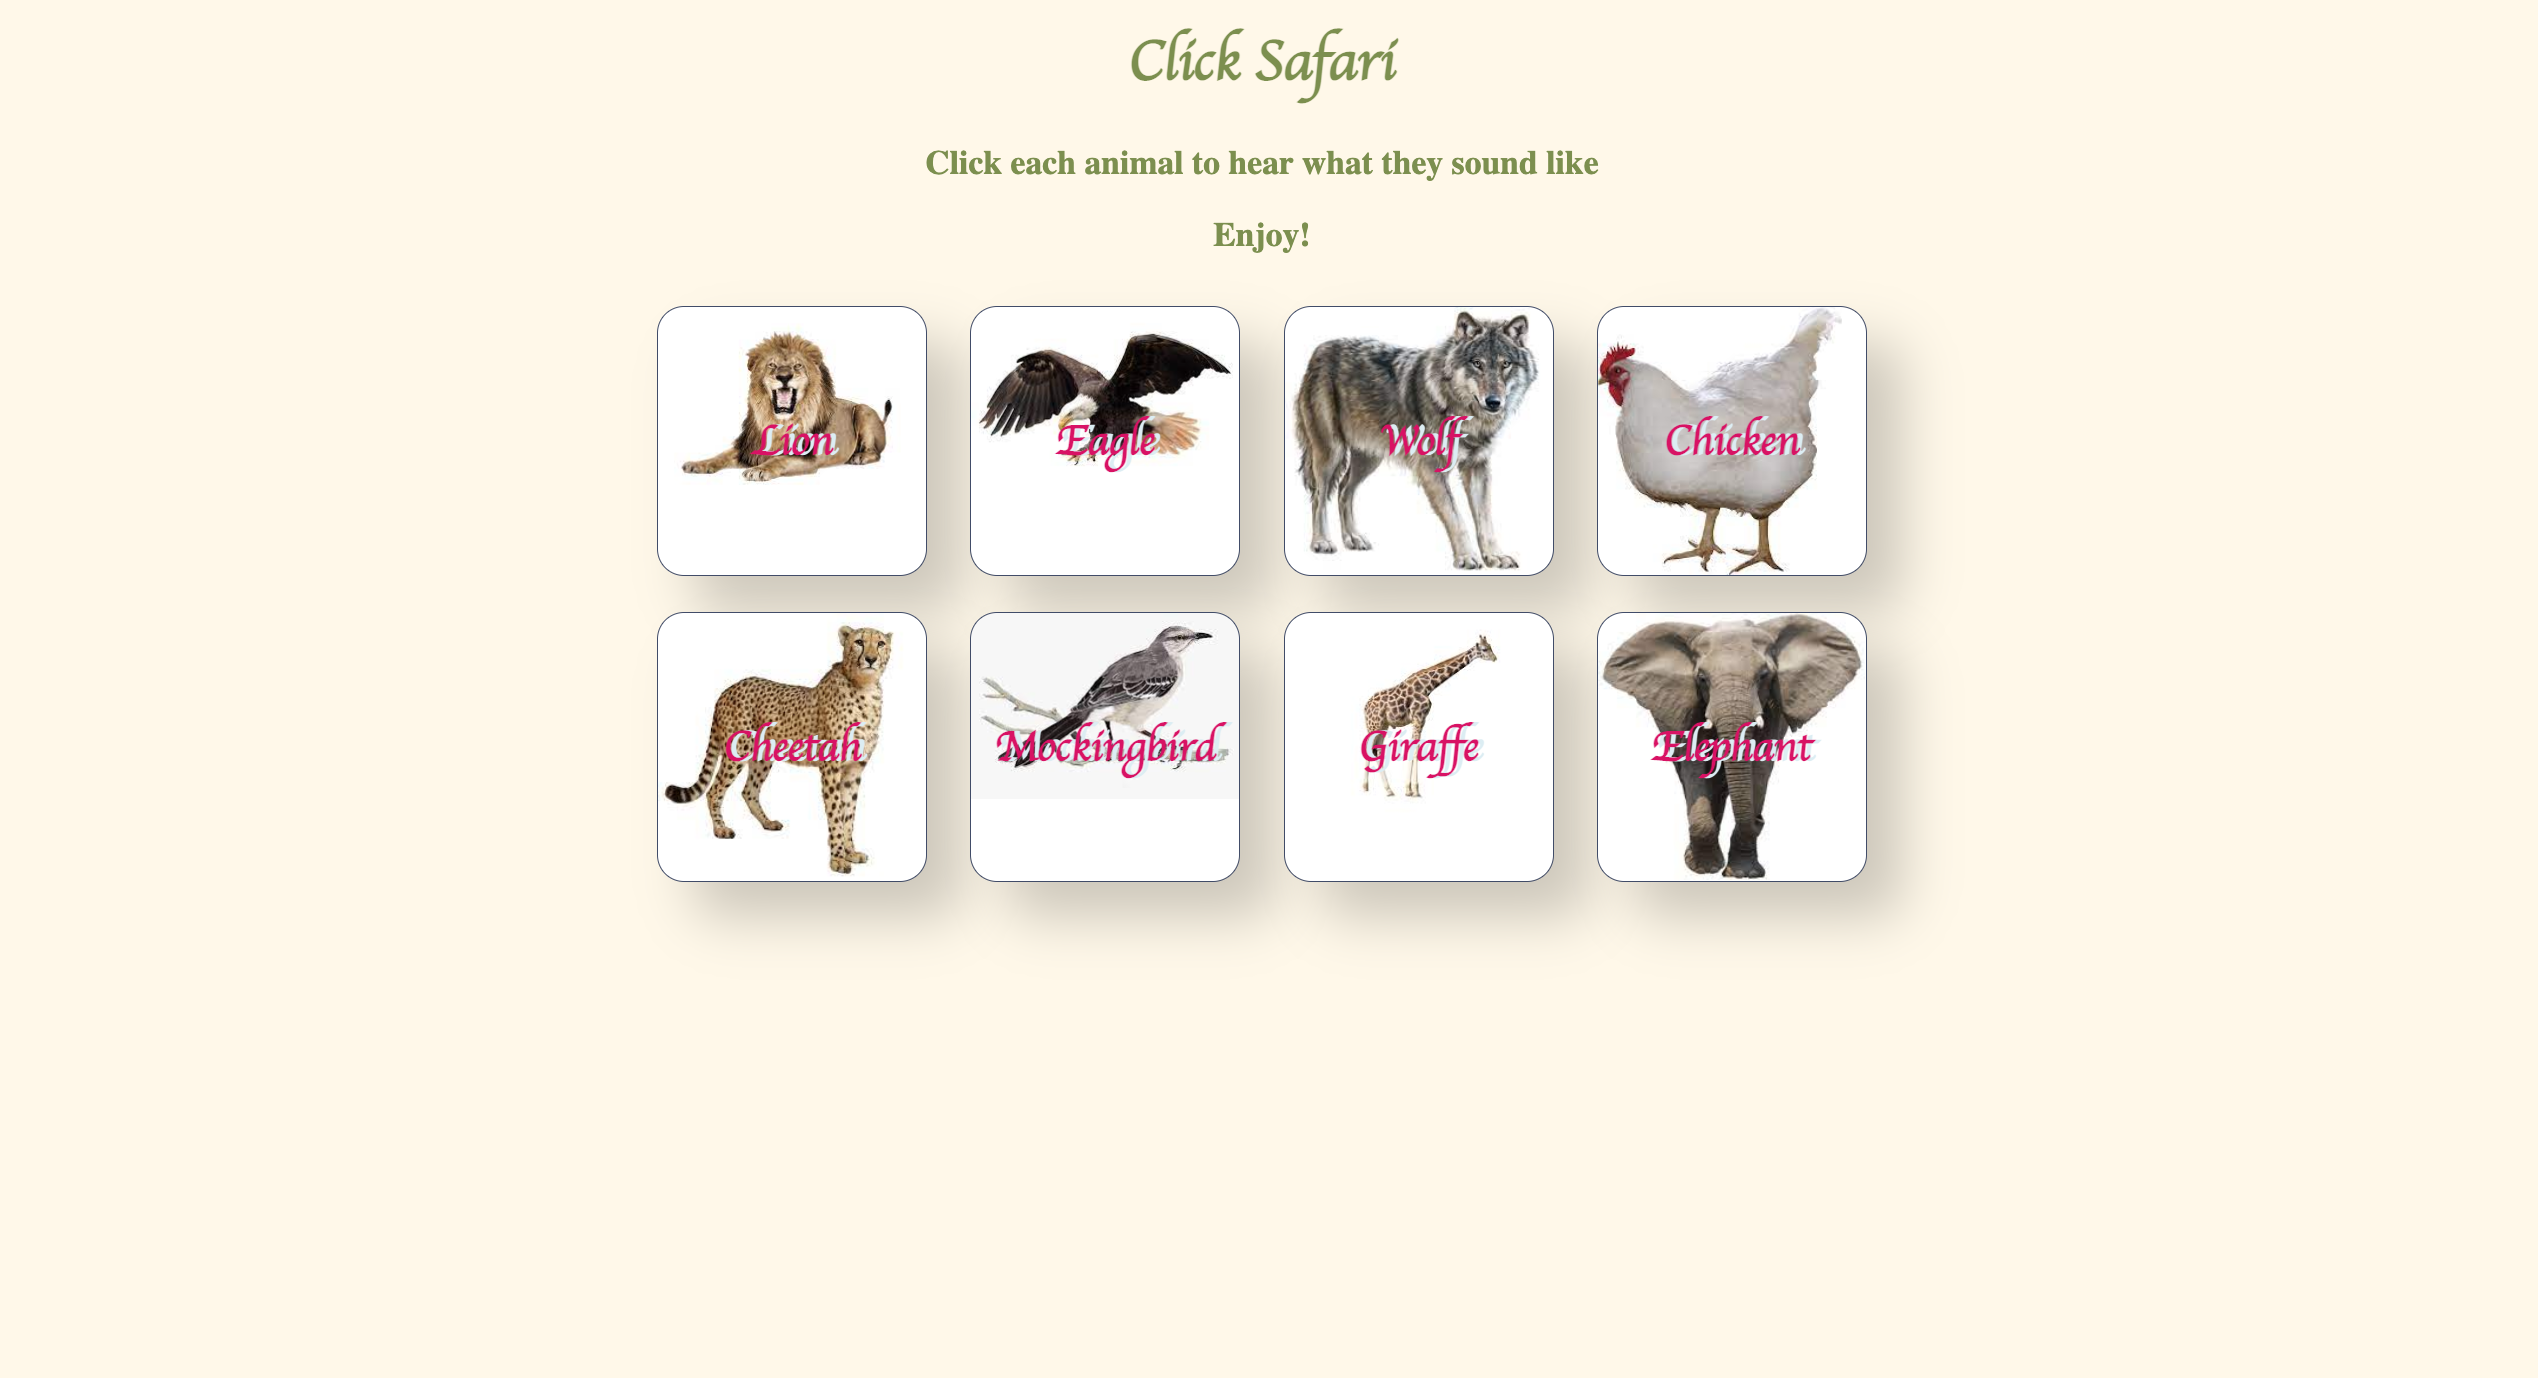 Click Safari
Click each animal to hear what they sound like
Enjoy!
Lion
Eagle
Wolf
Chicken
Cheetah
Mockingbird
Giraffe
Elephant